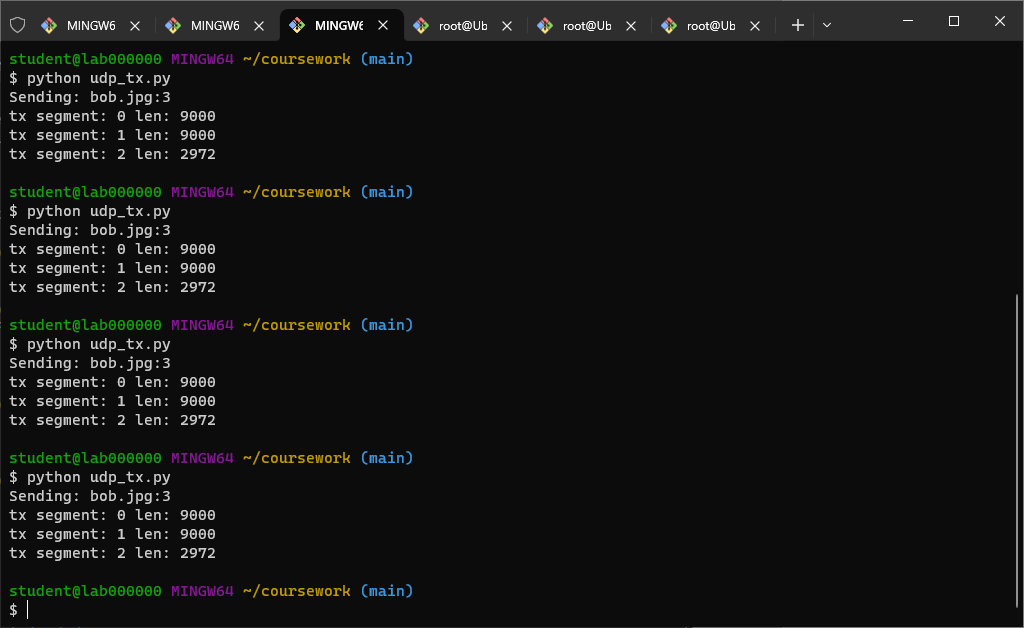 MINGW6 MINGW6 MINGW6 root@Ub root@Ub root@Ub
student@lab000000 MINGW64 ~/coursework (main)
$ python udp_tx.py
Sending: bob.jpg:3
tx segment: 0 len: 9000
tx segment: 1 len: 9000
tx segment: 2 len: 2972
student@lab000000 MINGW64 ~/coursework (main)
$ python udp_tx.py
Sending: bob.jpg:3
tx segment: 0 len: 9000
tx segment: 1 len: 9000
tx segment: 2 len: 2972
student@lab000000 MINGW64 ~/coursework (main)
$ python udp_tx.py
Sending: bob.jpg:3
tx segment: 0 len: 9000
tx segment: 1 len: 9000
tx segment: 2 len: 2972
student@lab000000 MINGW64 ~/coursework (main)
$ python udp_tx.py
Sending: bob.jpg:3
tx segment: 0 len: 9000
tx segment: 1 len: 9000
tx segment: 2 len: 2972
student@lab000000 MINGW64 ~/coursework (main)
$